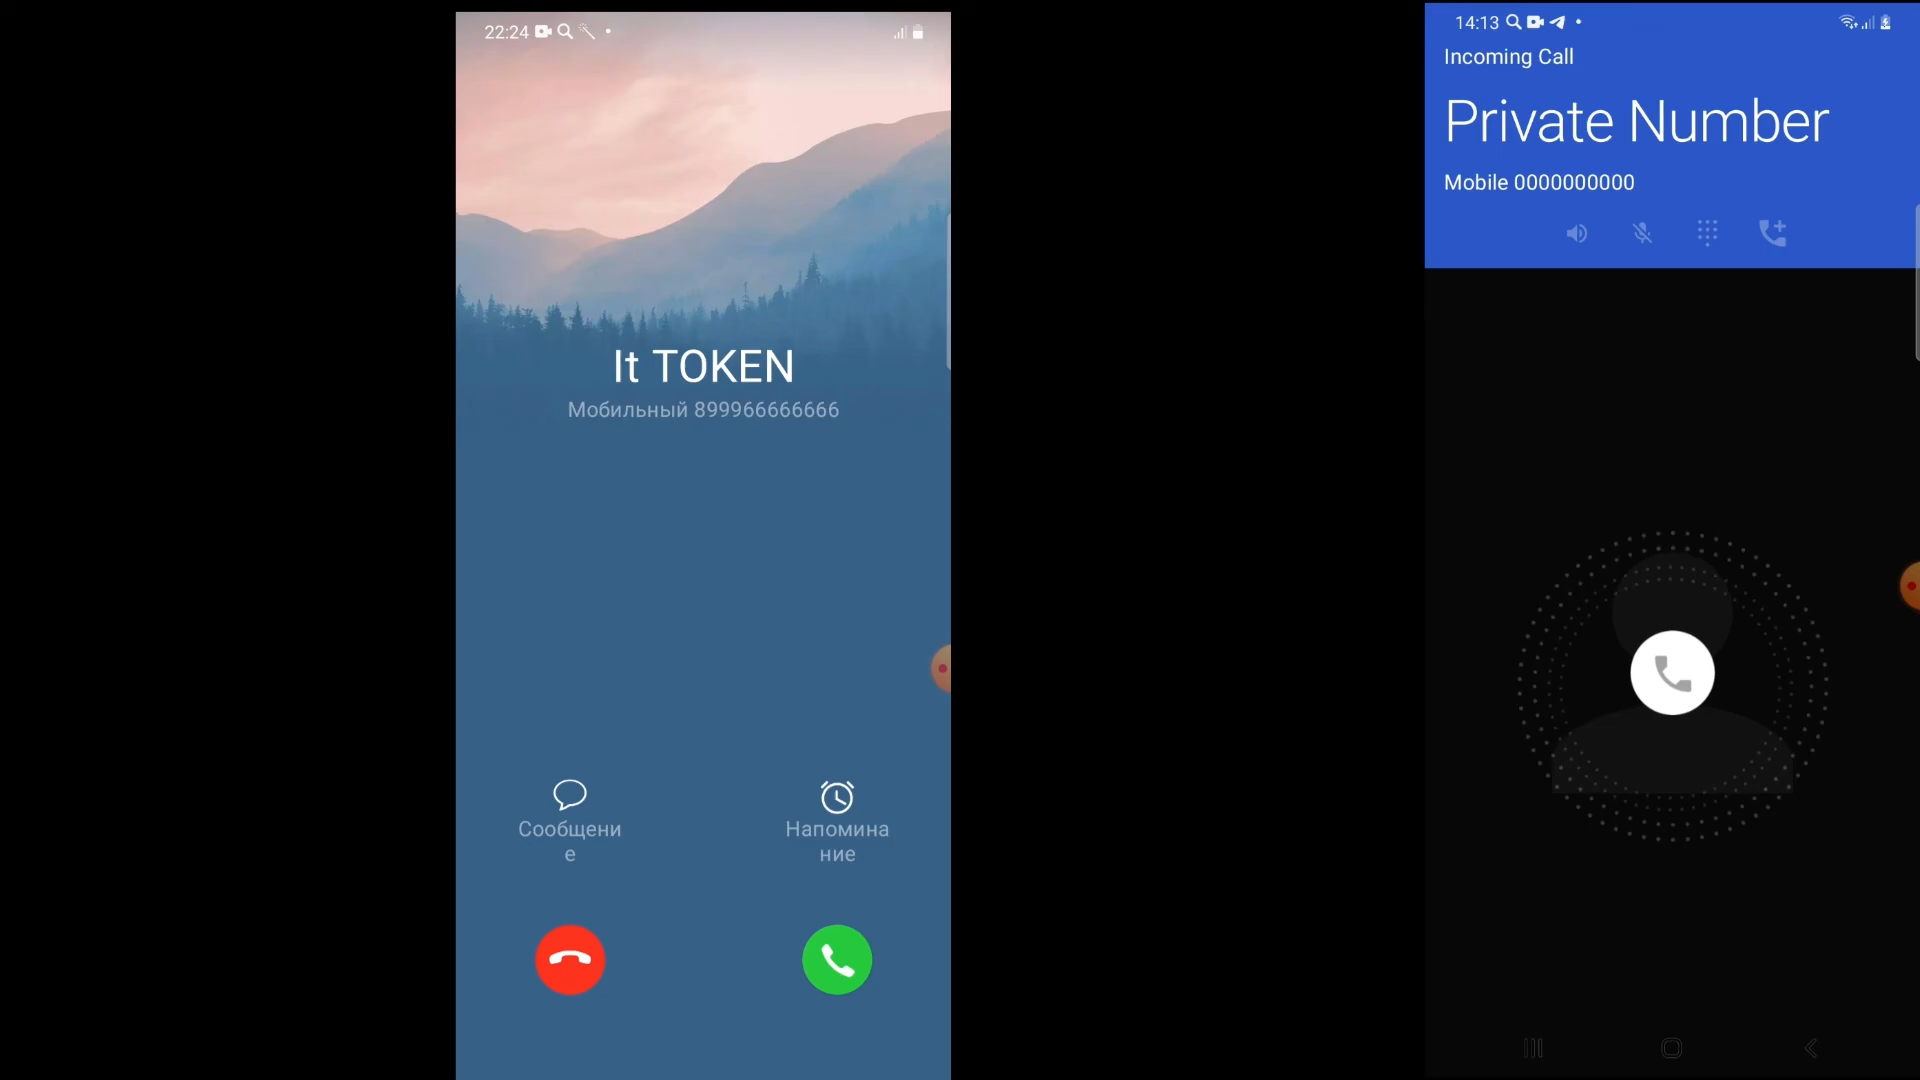 22:24
It TOKEN
Мобильный 899966666666
Сообщени
е
Напомина
ние
14:13
Incoming Call
Private Number
Mobile 0000000000